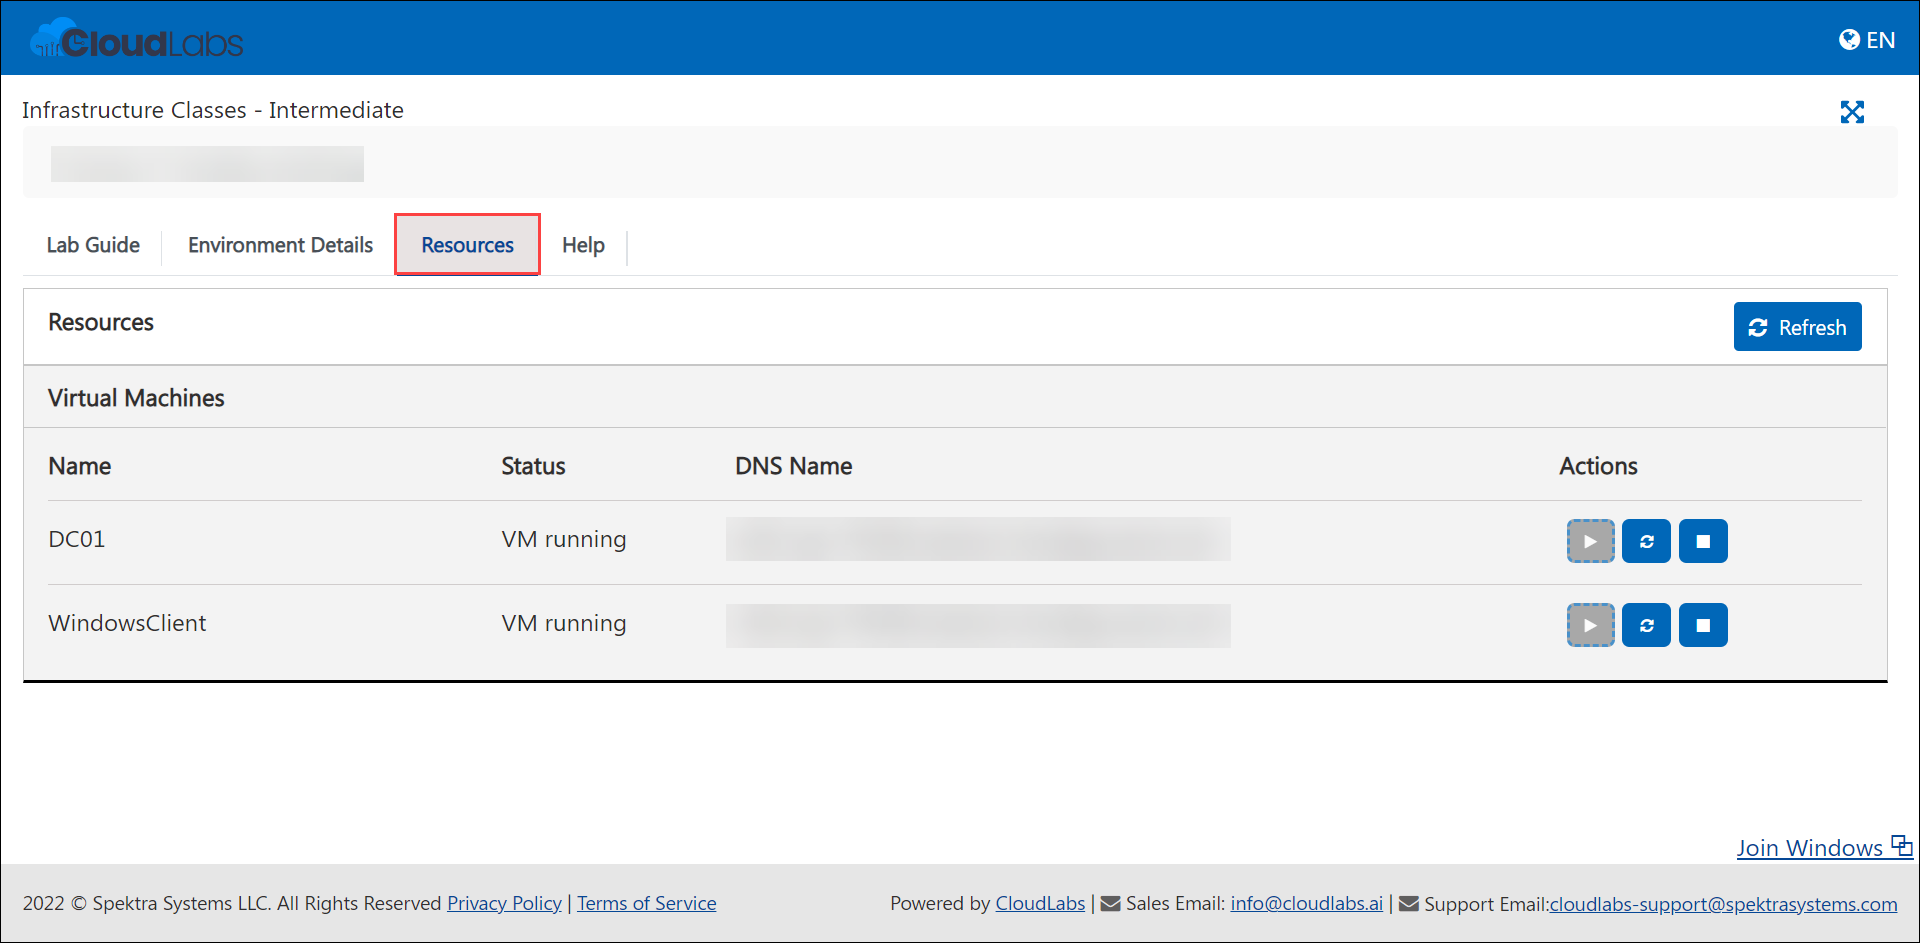 CloudLabs
EN
Infrastructure Classes - Intermediate
Lab Guide
Environment Details
Resources
Help
Resources
Refresh
Virtual Machines
Name Status DNS Name Actions
DC01 VM running
WindowsClient VM running
Join Windows
2022 © Spektra Systems LLC. All Rights Reserved Privacy Policy | Terms of Service
Powered by CloudLabs | Sales Email: info@cloudlabs.ai | Support Email:cloudlabs-support@spektrasystems.com